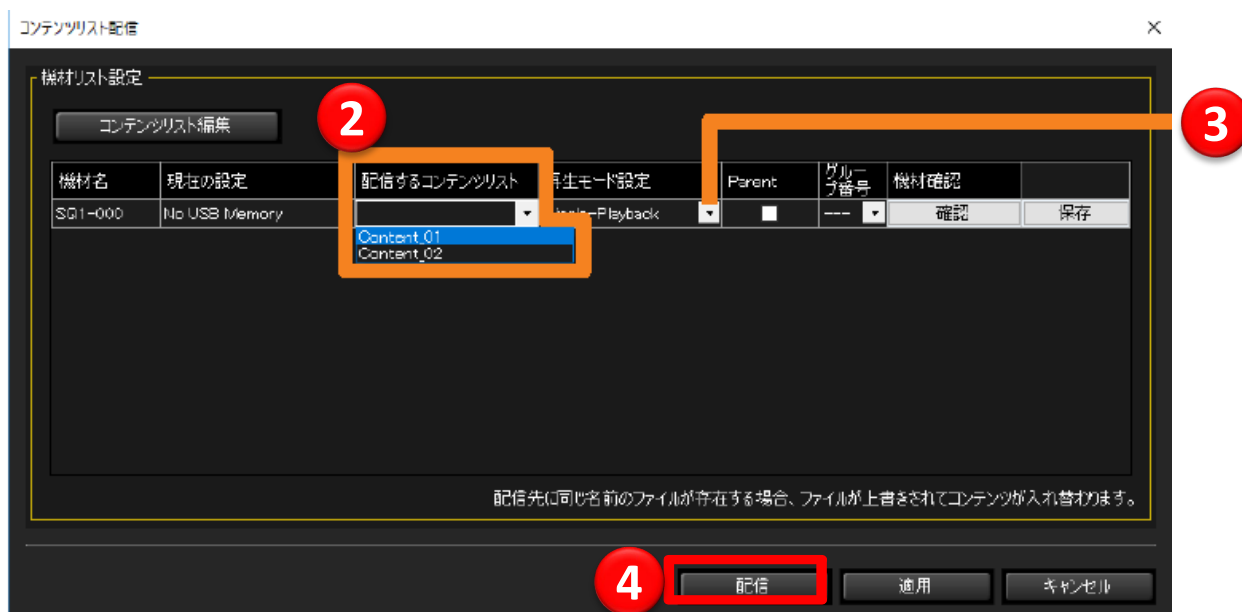 コンテンツリスト配信
機材リスト設定
コンテンツリスト編集
2
3
機材名 現在の設定 配信するコンテンツリスト 再生モード設定 Parent グループ番号 機材確認
SQ1-000 No USB Memory -Playback --- 確認 保存
Content_01
Content_02
配信先に同じ名前のファイルが存在する場合、ファイルが上書きされてコンテンツが入れ替わります。
4
配信 適用 キャンセル